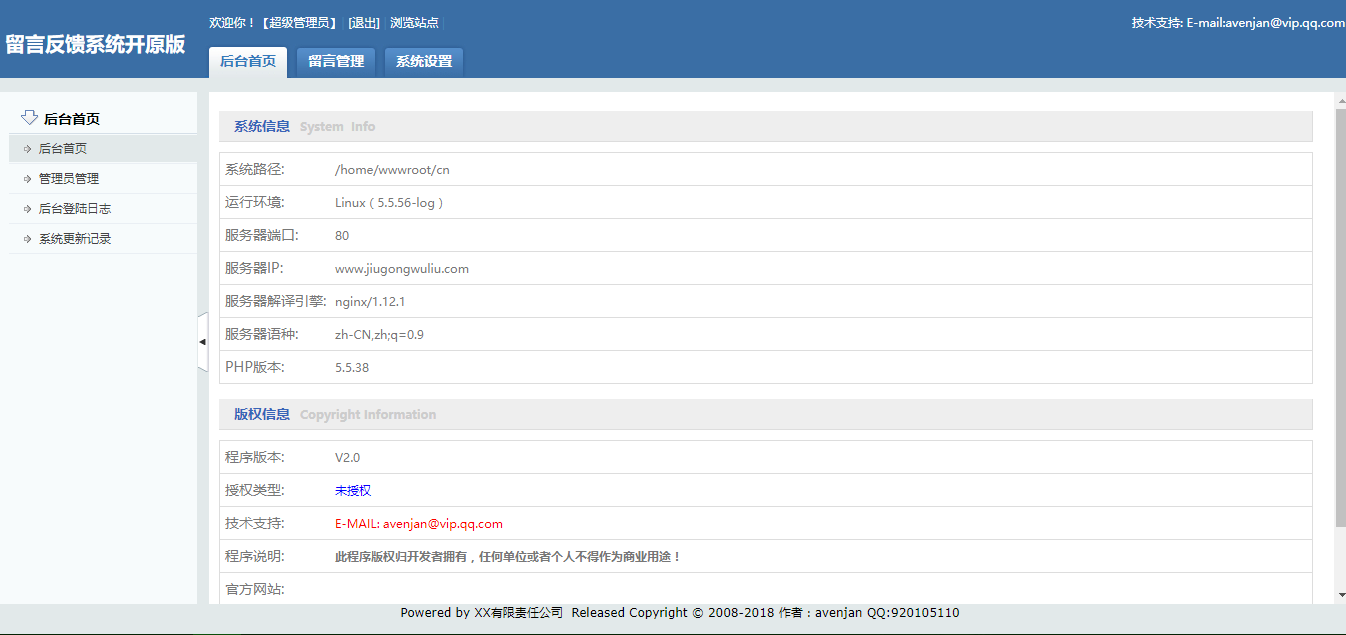 欢迎你！【超级管理员】 [退出] 浏览站点
技术支持: E-mail:avenjan@vip.qq.com
留言反馈系统开原版
后台首页 留言管理 系统设置
后台首页
后台首页
管理员管理
后台登陆日志
系统更新记录
系统信息 System Info
系统路径: /home/wwwroot/cn
运行环境: Linux ( 5.5.56-log )
服务器端口: 80
服务器IP: www.jiugongwuliu.com
服务器解译引擎: nginx/1.12.1
服务器语种: zh-CN,zh;q=0.9
PHP版本: 5.5.38
版权信息 Copyright Information
程序版本: V2.0
授权类型: 未授权
技术支持: E-MAIL: avenjan@vip.qq.com
程序说明: 此程序版权归开发者拥有，任何单位或者个人不得作为商业用途！
官方网站:
Powered by XX有限责任公司 Released Copyright © 2008-2018 作者：avenjan QQ:920105110